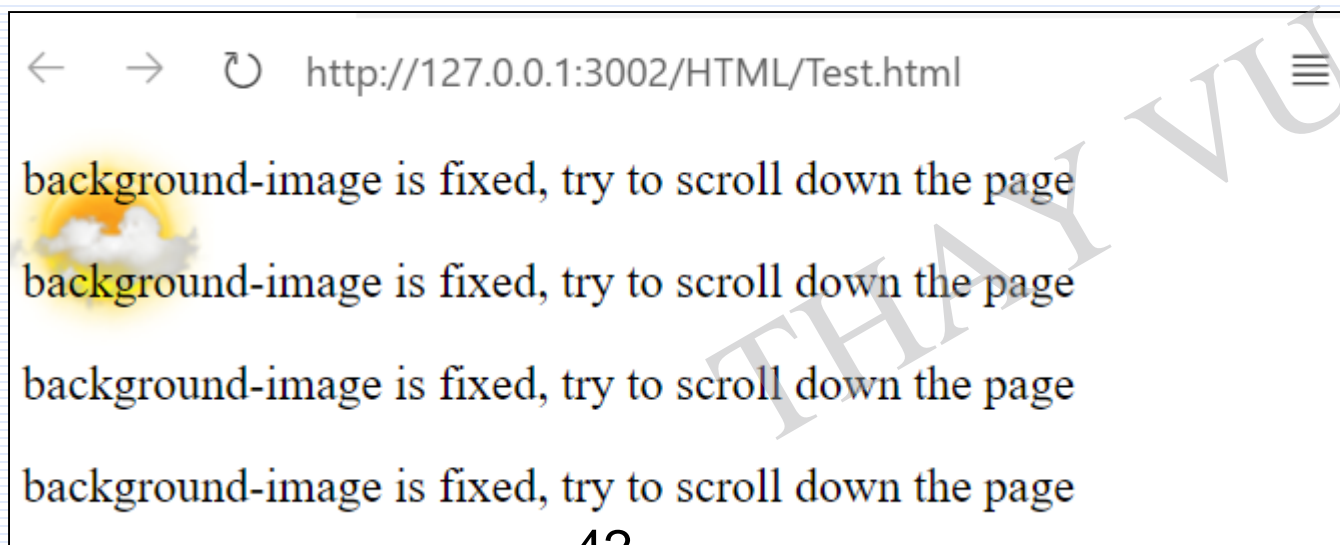 http://127.0.0.1:3002/HTML/Test.html
background-image is fixed, try to scroll down the page
background-image is fixed, try to scroll down the page
background-image is fixed, try to scroll down the page
background-image is fixed, try to scroll down the page
THAY VU